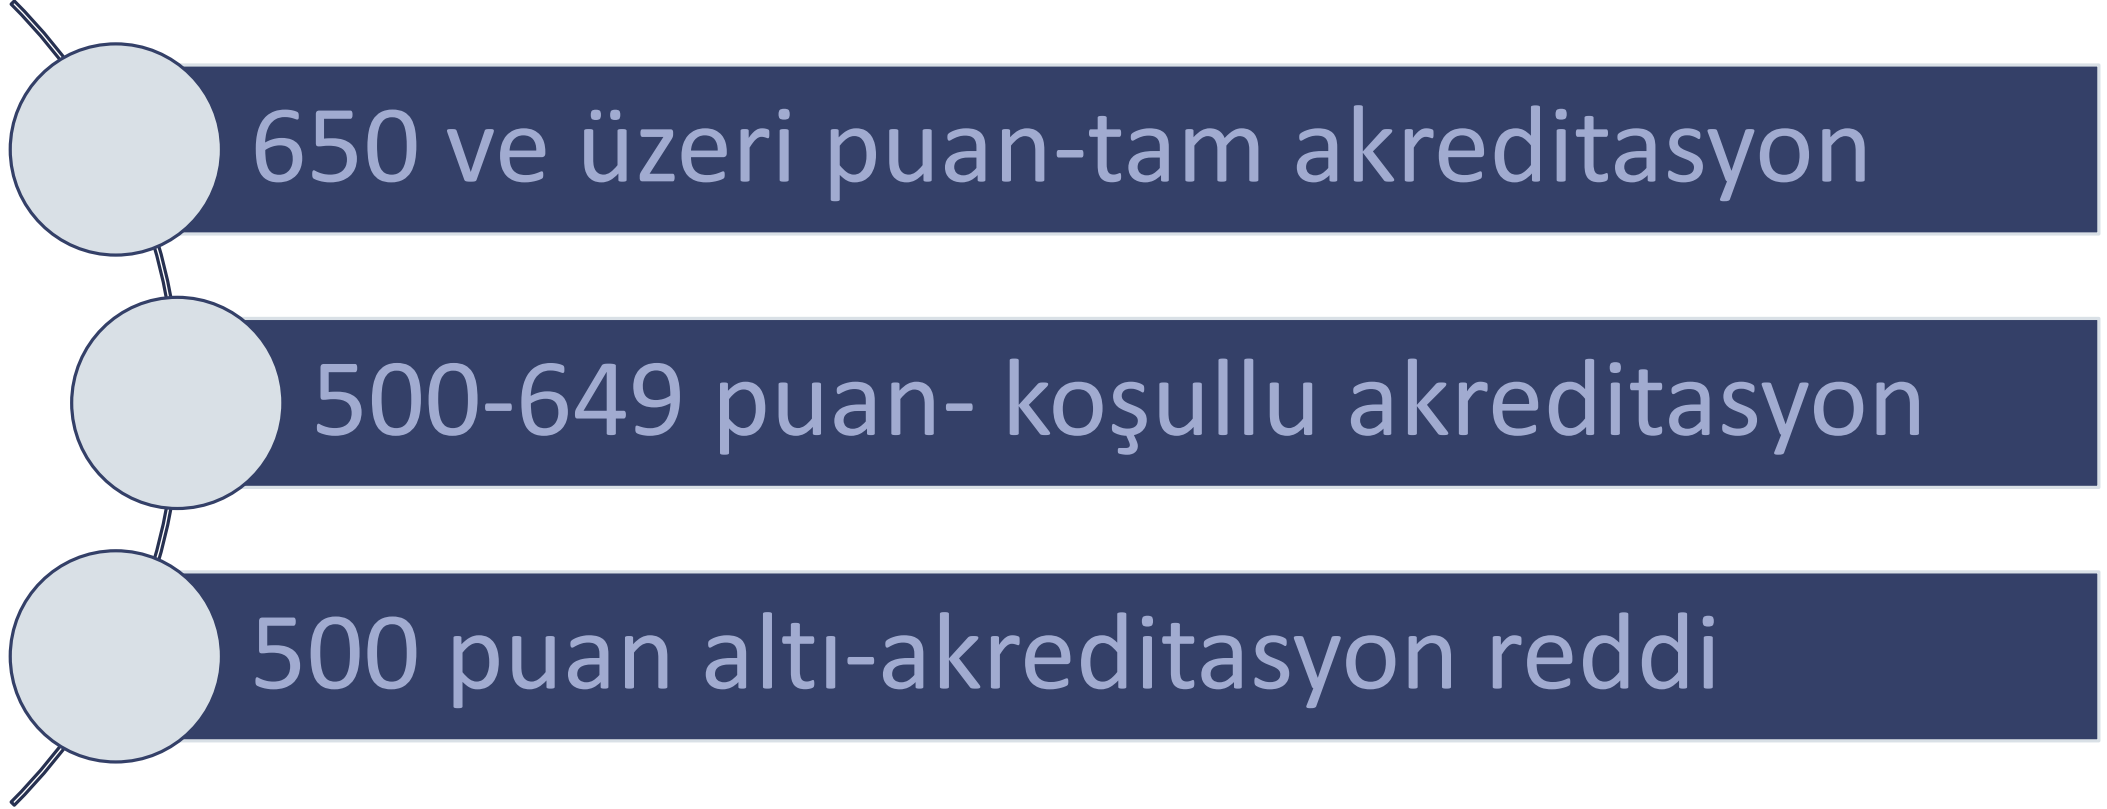 650 ve üzeri puan-tam akreditasyon
500-649 puan- koşullu akreditasyon
500 puan altı-akreditasyon reddi